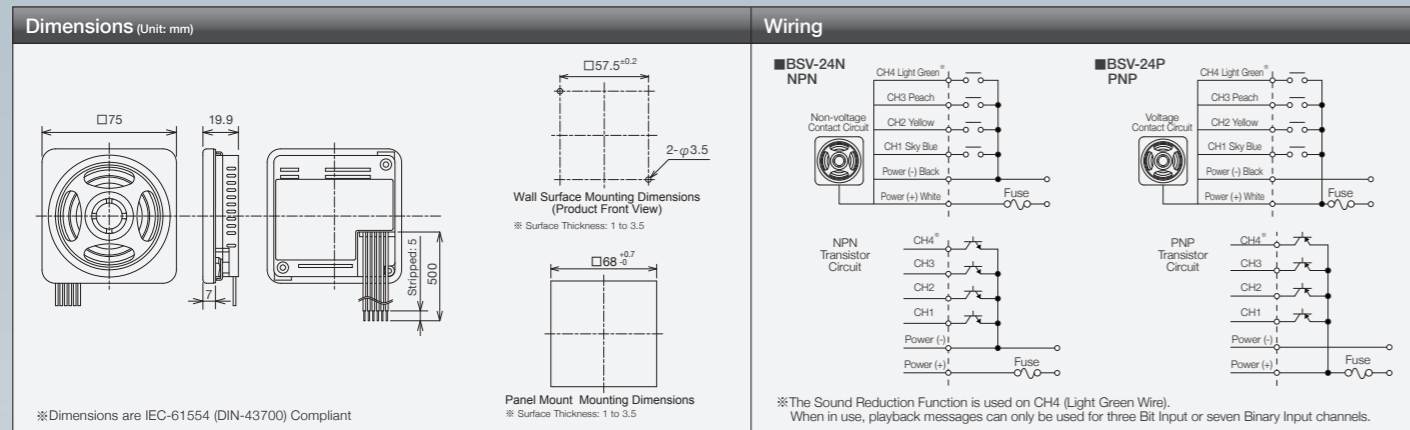 Dimensions (Unit: mm)
□75
19.9
7
Stripped: 5
500
□57.5±0.2
2-φ3.5
Wall Surface Mounting Dimensions
(Product Front View)
※ Surface Thickness: 1 to 3.5
□68 +0.7 -0
Panel Mount Mounting Dimensions
※ Surface Thickness: 1 to 3.5
※Dimensions are IEC-61554 (DIN-43700) Compliant
Wiring
■BSV-24N
NPN
Non-voltage
Contact Circuit
CH4 Light Green※
CH3 Peach
CH2 Yellow
CH1 Sky Blue
Power (-) Black
Power (+) White
Fuse
NPN
Transistor
Circuit
CH4※
CH3
CH2
CH1
Power (-)
Power (+)
Fuse
■BSV-24P
PNP
Voltage
Contact Circuit
CH4 Light Green※
CH3 Peach
CH2 Yellow
CH1 Sky Blue
Power (-) Black
Power (+) White
Fuse
PNP
Transistor
Circuit
CH4※
CH3
CH2
CH1
Power (-)
Power (+)
Fuse
※The Sound Reduction Function is used on CH4 (Light Green Wire).
When in use, playback messages can only be used for three Bit Input or seven Binary Input channels.